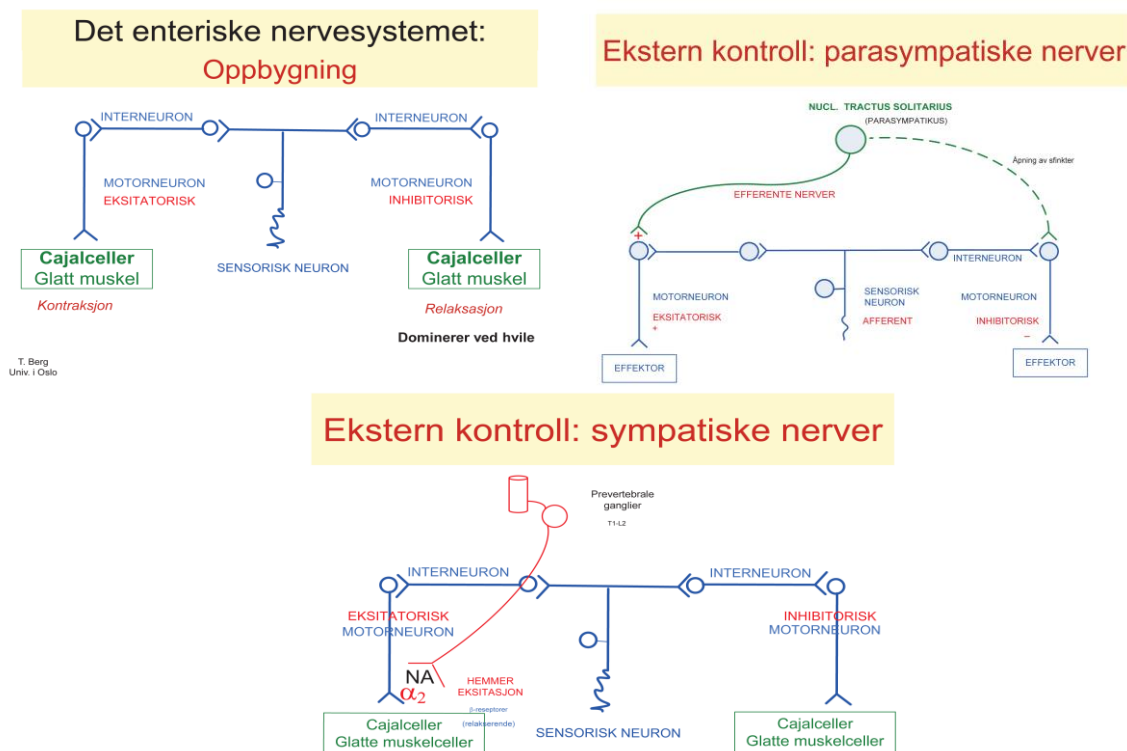 Det enteriske nervesystemet:
Oppbygning
INTERNEURON
INTERNEURON
MOTORNEURON
EKSITATORISK
MOTORNEURON
INHIBITORISK
Cajalceller
Glatt muskel
SENSORISK NEURON
Cajalceller
Glatt muskel
Kontraksjon
Relaksasjon
Dominerer ved hvile
T. Berg
Univ. i Oslo
Ekstern kontroll: parasympatiske nerver
NUCL. TRACTUS SOLITARIUS
(PARASYMPATIKUS)
Åpning av sfinkter
EFFERENTE NERVER
+
INTERNEURON
MOTORNEURON
EKSITATORISK
+
SENSORISK
NEURON
AFFERENT
MOTORNEURON
INHIBITORISK
–
EFFEKTOR
EFFEKTOR
Ekstern kontroll: sympatiske nerver
Prevertebrale
ganglier
T1-L2
INTERNEURON
INTERNEURON
EKSITATORISK
MOTORNEURON
INHIBITORISK
MOTORNEURON
NA
α2
HEMMER
EKSITASJON
β-reseptorer
(relakserende)
SENSORISK NEURON
Cajalceller
Glatte muskelceller
Cajalceller
Glatte muskelceller